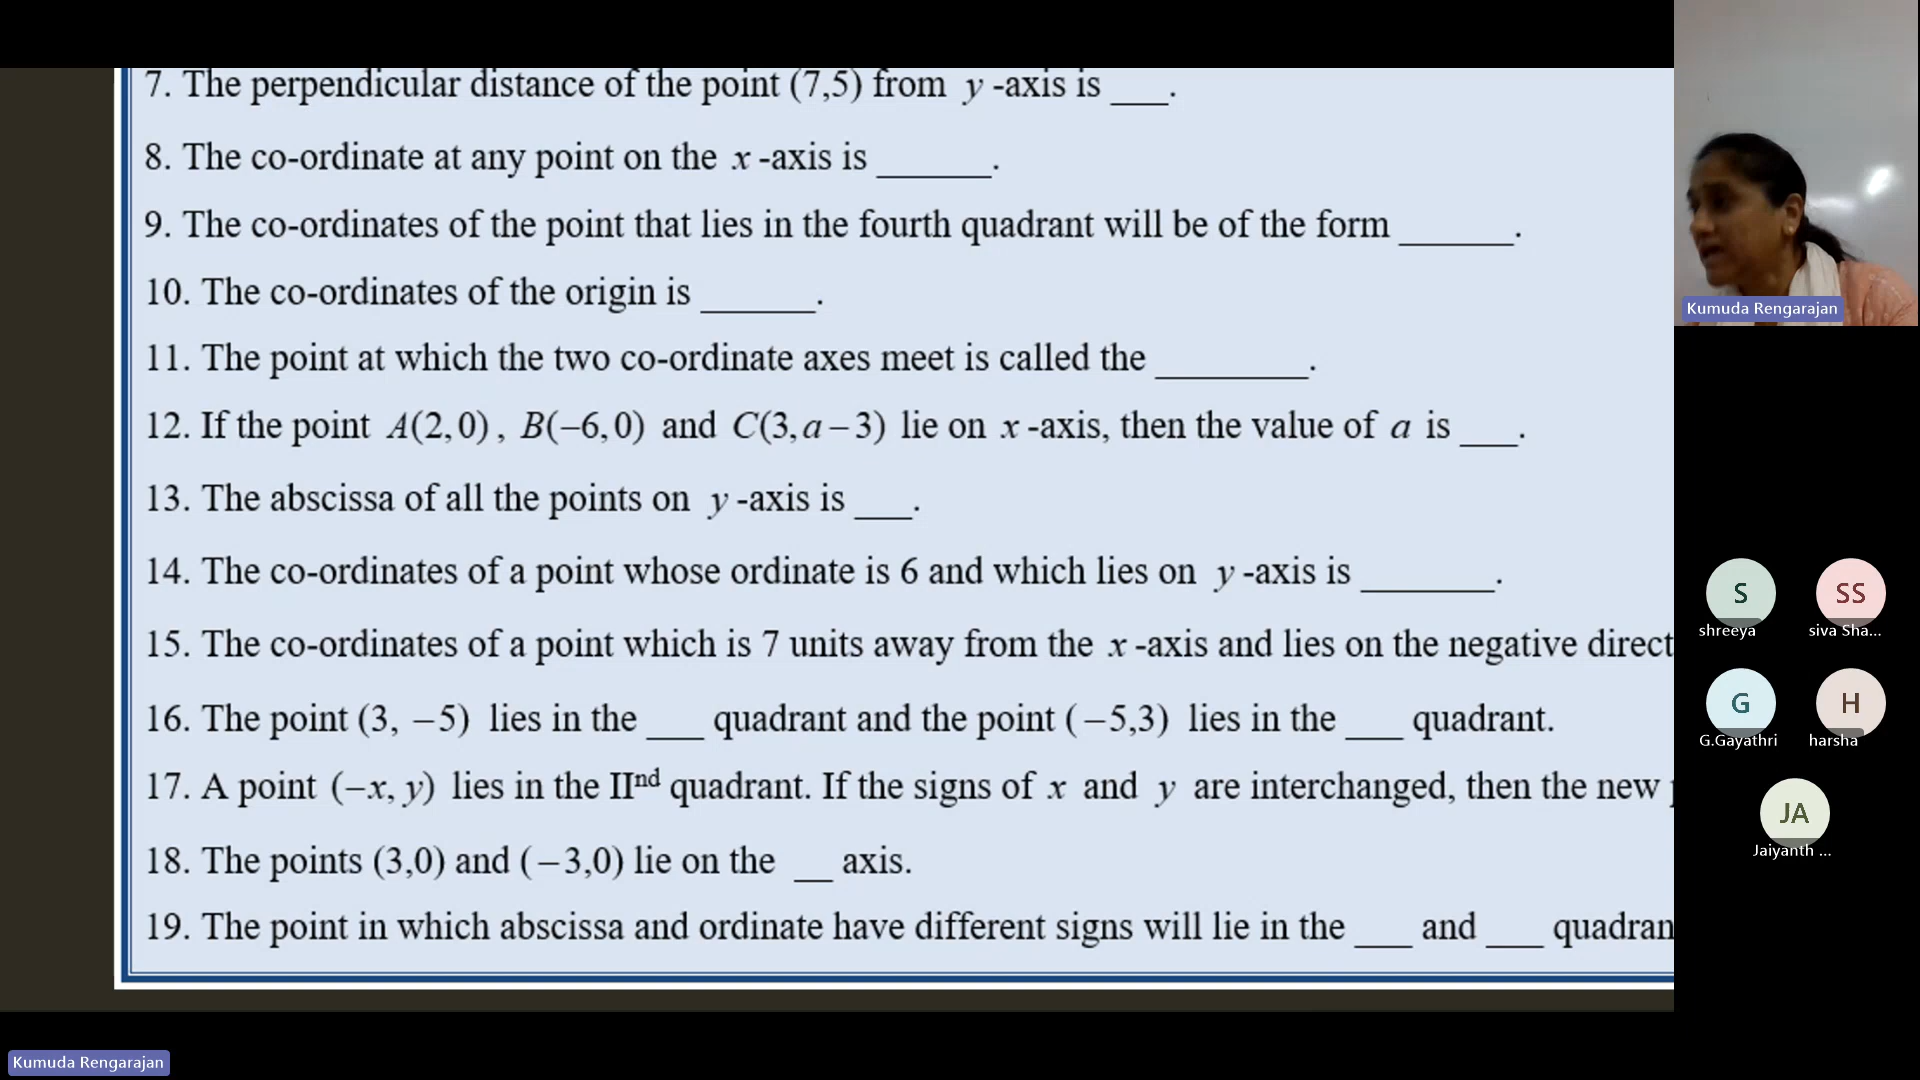 7. The perpendicular distance of the point (7,5) from y-axis is ___.
8. The co-ordinate at any point on the x-axis is ______.
9. The co-ordinates of the point that lies in the fourth quadrant will be of the form ______.
10. The co-ordinates of the origin is ______.
11. The point at which the two co-ordinate axes meet is called the ________.
12. If the point A(2,0), B(−6,0) and C(3,a−3) lie on x-axis, then the value of a is ___.
13. The abscissa of all the points on y-axis is ___.
14. The co-ordinates of a point whose ordinate is 6 and which lies on y-axis is _______.
15. The co-ordinates of a point which is 7 units away from the x-axis and lies on the negative direct
16. The point (3, −5) lies in the ___ quadrant and the point (−5,3) lies in the ___ quadrant.
17. A point (−x, y) lies in the IInd quadrant. If the signs of x and y are interchanged, then the new
18. The points (3,0) and (−3,0) lie on the __ axis.
19. The point in which abscissa and ordinate have different signs will lie in the ___ and ___ quadran
Kumuda Rengarajan
S
SS
shreeya
siva Sha...
G
H
G.Gayathri
harsha
JA
Jaiyanth ...
Kumuda Rengarajan